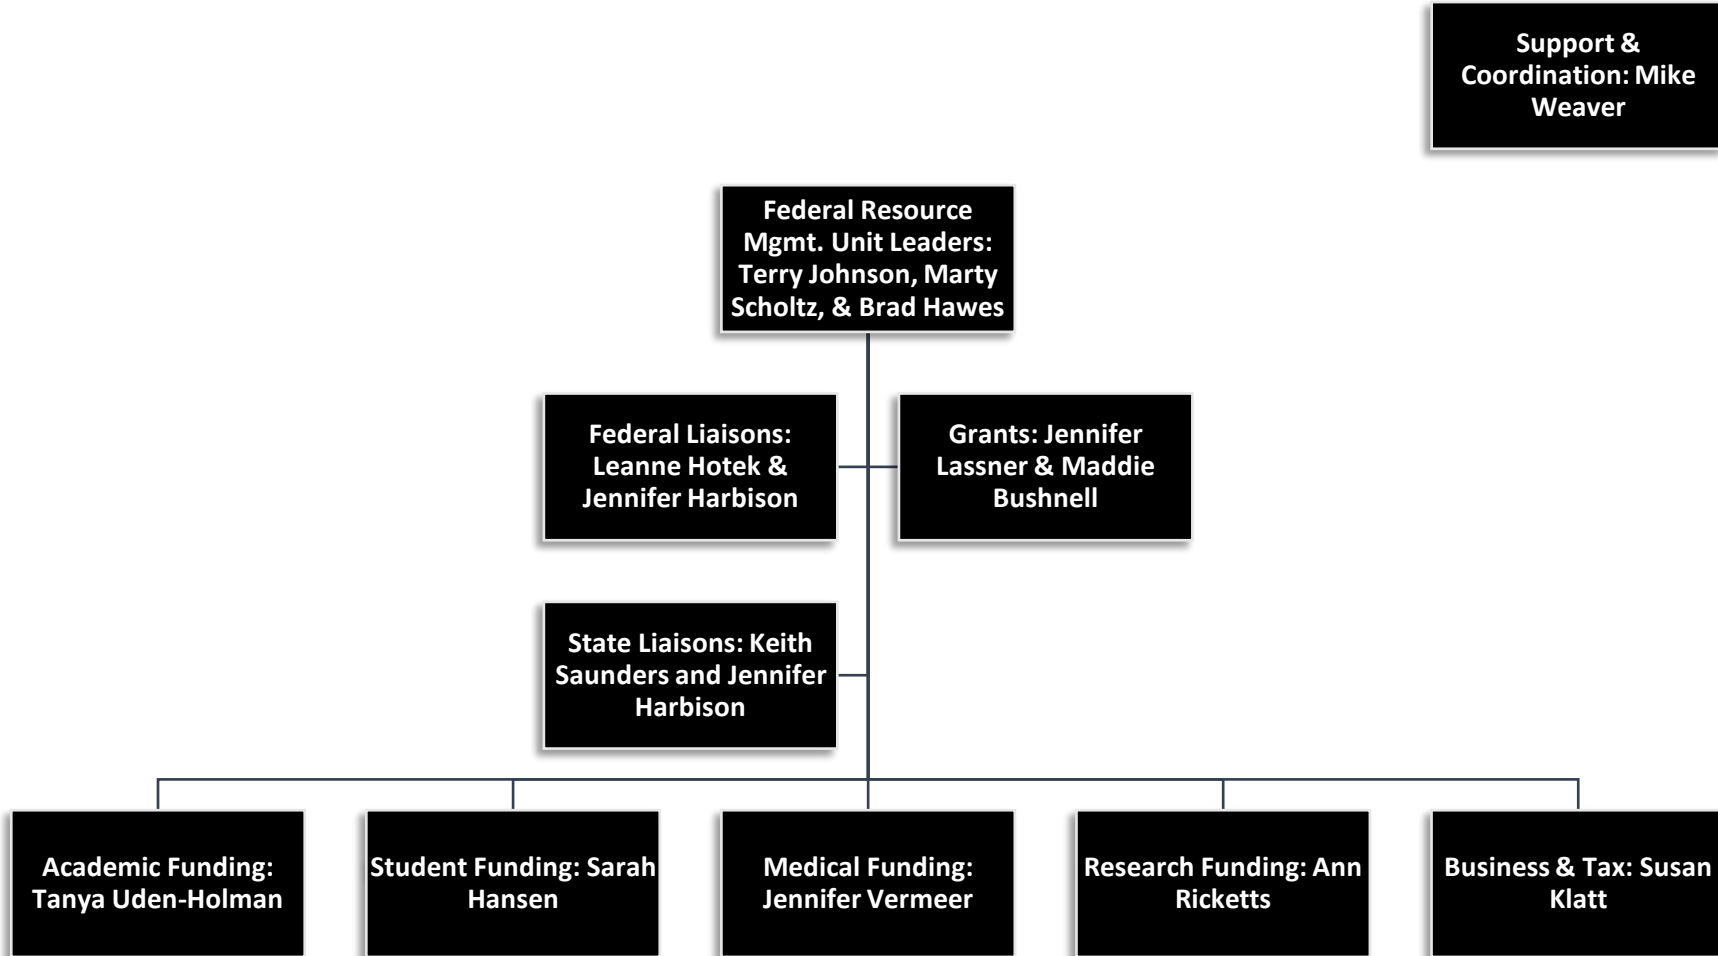 Support &
Coordination: Mike
Weaver
Federal Resource
Mgmt. Unit Leaders:
Terry Johnson, Marty
Scholtz, & Brad Hawes
Federal Liaisons:
Leanne Hotek &
Jennifer Harbison
Grants: Jennifer
Lassner & Maddie
Bushnell
State Liaisons: Keith
Saunders and Jennifer
Harbison
Academic Funding:
Tanya Uden-Holman
Student Funding: Sarah
Hansen
Medical Funding:
Jennifer Vermeer
Research Funding: Ann
Ricketts
Business & Tax: Susan
Klatt